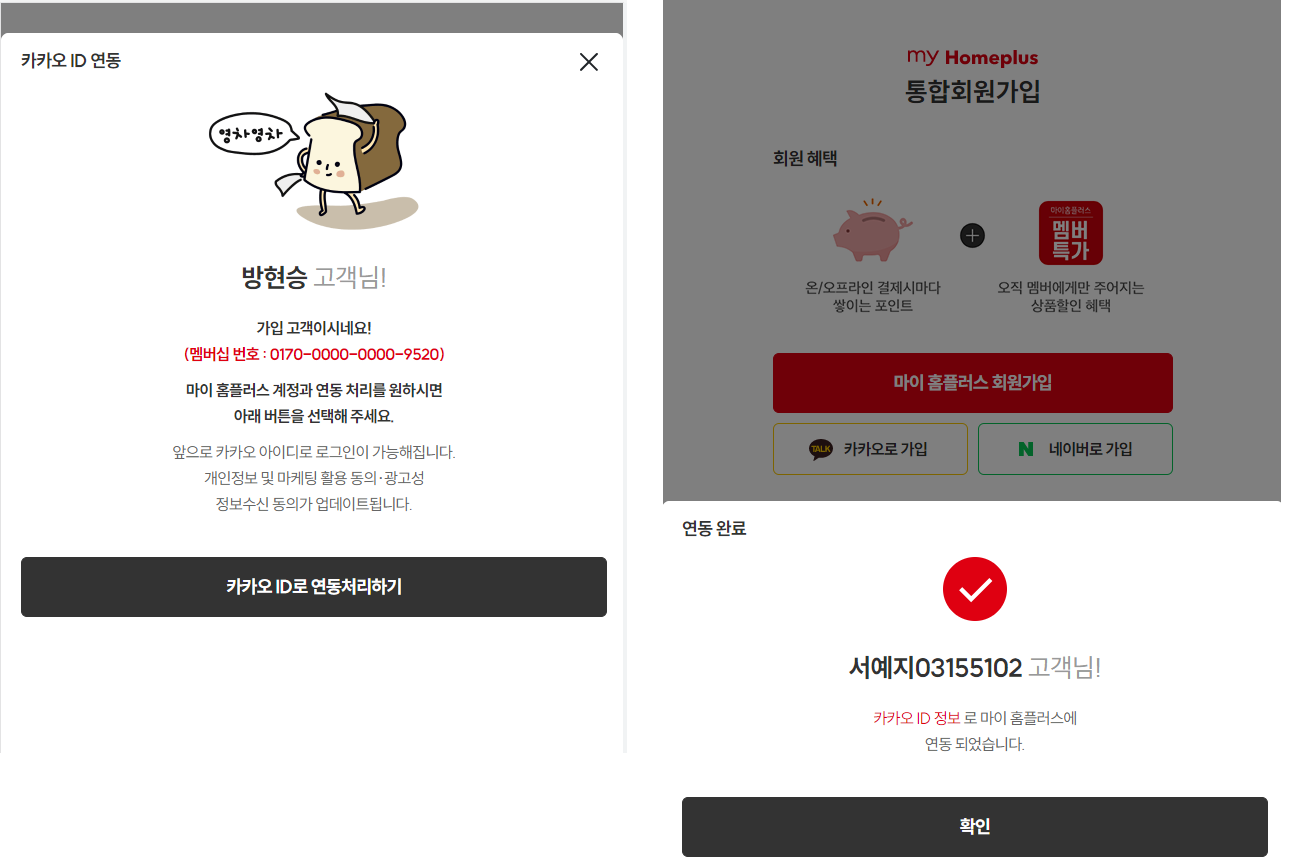 카카오 ID 연동
영차영차
방현승 고객님!
가입 고객이시네요!
(멤버십 번호 : 0170-0000-0000-9520)
마이 홈플러스 계정과 연동 처리를 원하시면
아래 버튼을 선택해 주세요.
앞으로 카카오 아이디로 로그인이 가능해집니다.
개인정보 및 마케팅 활용 동의·광고성
정보수신 동의가 업데이트됩니다.
카카오 ID로 연동처리하기
my Homeplus
통합회원가입
회원 혜택
마이홈플러스
멤버
특가
온/오프라인 결제시마다
쌓이는 포인트
오직 멤버에게만 주어지는
상품할인 혜택
마이 홈플러스 회원가입
TALK 카카오로 가입
N 네이버로 가입
연동 완료
서예지03155102 고객님!
카카오 ID 정보 로 마이 홈플러스에
연동 되었습니다.
확인